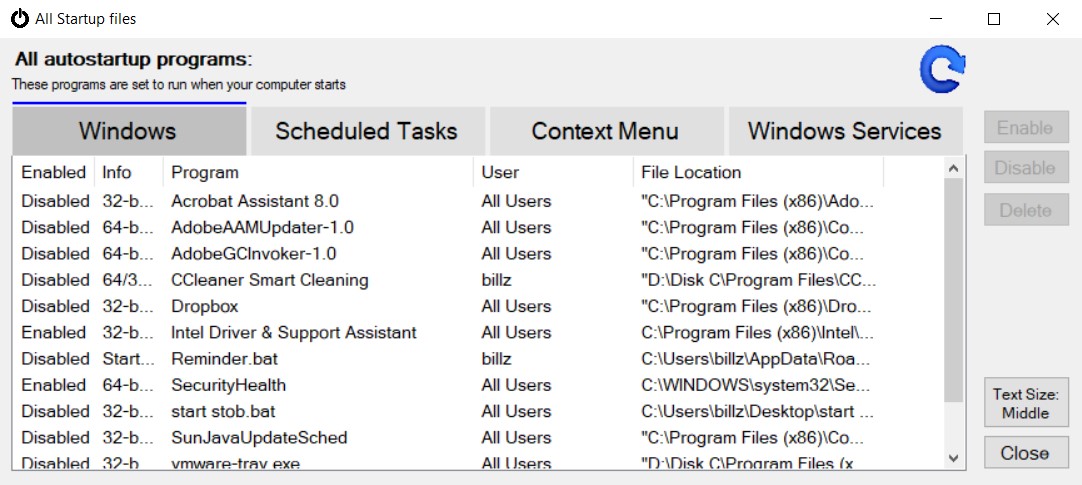 All Startup files
All autostartup programs:
These programs are set to run when your computer starts
Windows Scheduled Tasks Context Menu Windows Services
Enabled Info Program User File Location
Disabled 32-b... Acrobat Assistant 8.0 All Users "C:\Program Files (x86)\Ado...
Disabled 64-b... AdobeAAMUpdater-1.0 All Users "C:\Program Files (x86)\Co...
Disabled 64-b... AdobeGCInvoker-1.0 All Users "C:\Program Files (x86)\Co...
Disabled 64/3... CCleaner Smart Cleaning billz "D:\Disk C\Program Files\CC...
Disabled 32-b... Dropbox All Users "C:\Program Files (x86)\Dro...
Enabled 32-b... Intel Driver & Support Assistant All Users C:\Program Files (x86)\Intel\...
Disabled Start... Reminder.bat billz C:\Users\billz\AppData\Roa...
Enabled 64-b... SecurityHealth All Users C:\WINDOWS\system32\Se...
Disabled 32-b... start stob.bat All Users C:\Users\billz\Desktop\start ...
Disabled 32-b... SunJavaUpdateSched All Users "C:\Program Files (x86)\Co...
Disabled 32-b... vmware-tray.exe All Users "D:\Disk C\Program Files (x...
Enable
Disable
Delete
Text Size:
Middle
Close